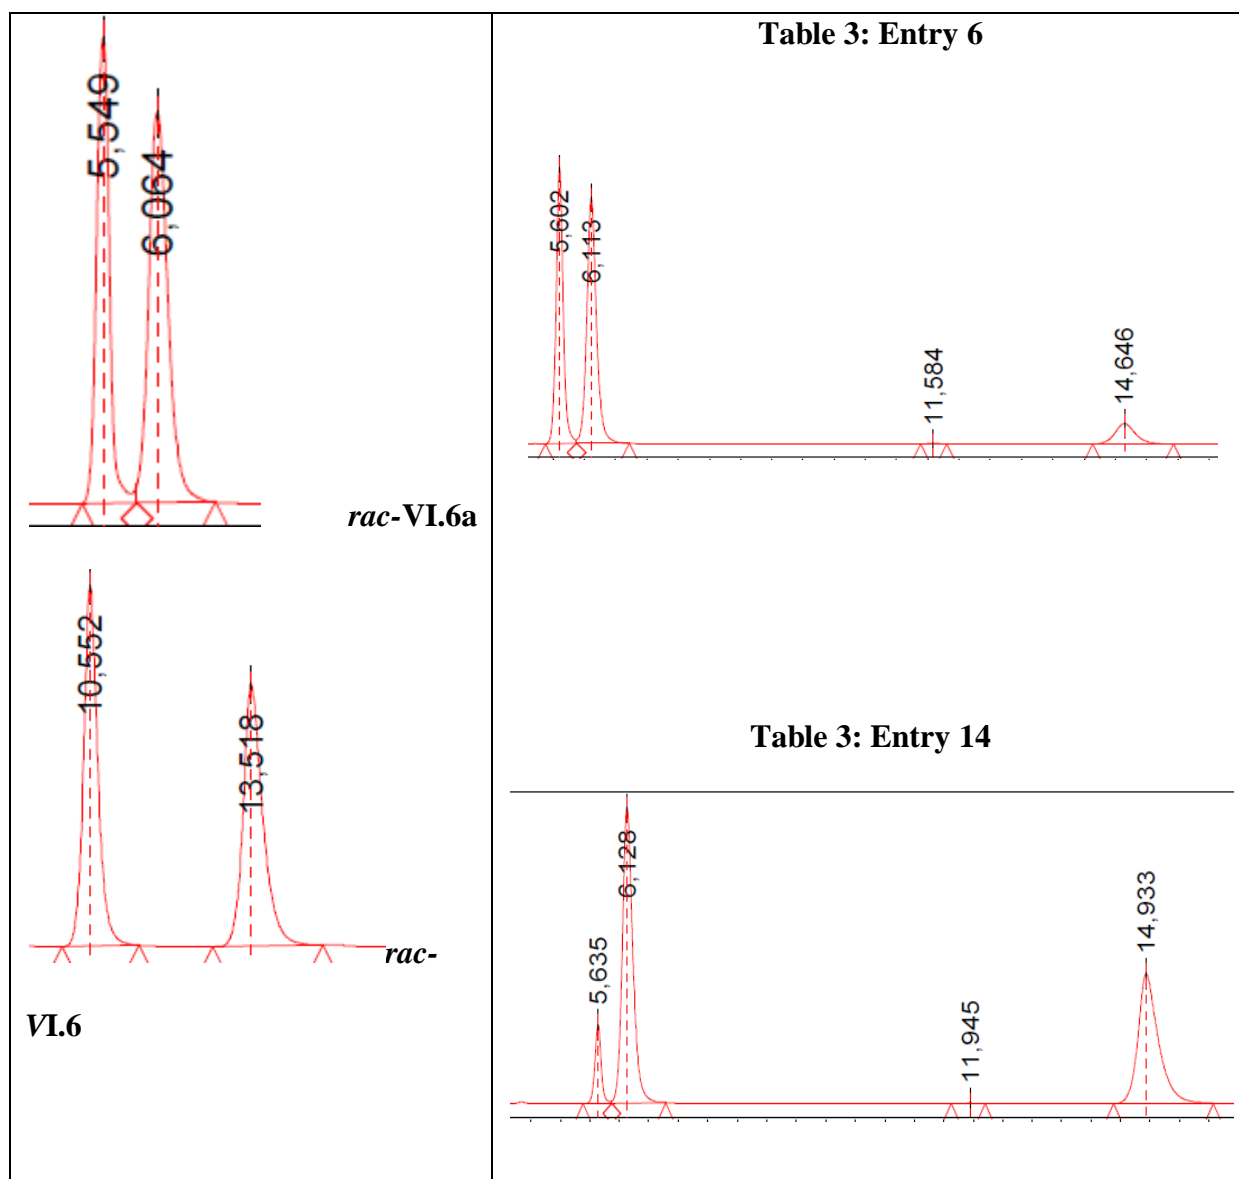 5,549
6,064
rac-VI.6a
10,552
13,518
rac-
VI.6
Table 3: Entry 6
5,602
6,113
11,584
14,646
Table 3: Entry 14
5,635
6,128
11,945
14,933